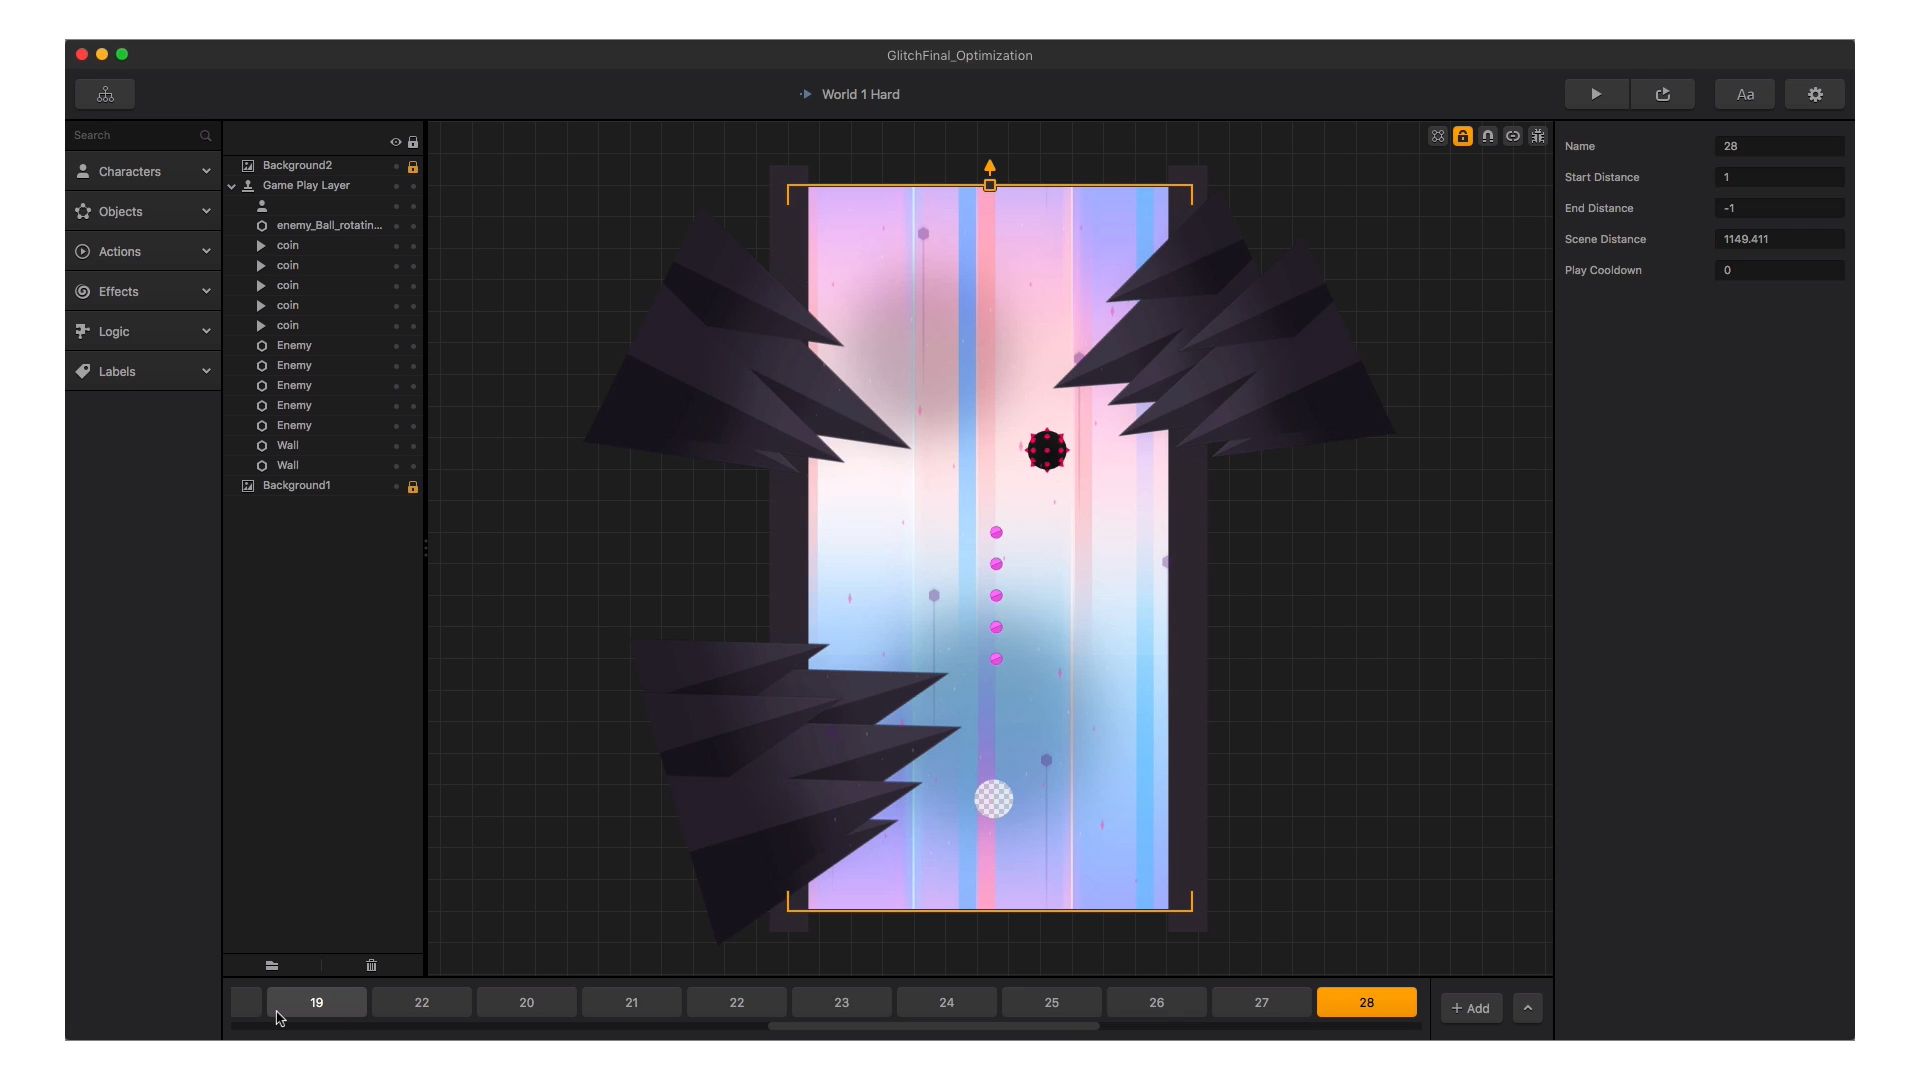 GlitchFinal_Optimization
World 1 Hard
Aa
Search
Characters
Objects
Actions
Effects
Logic
Labels
Background2
Game Play Layer
enemy_Ball_rotatin...
coin
coin
coin
coin
coin
Enemy
Enemy
Enemy
Enemy
Enemy
Wall
Wall
Background1
Name 28
Start Distance 1
End Distance -1
Scene Distance 1149.411
Play Cooldown 0
19 22 20 21 22 23 24 25 26 27 28
+ Add